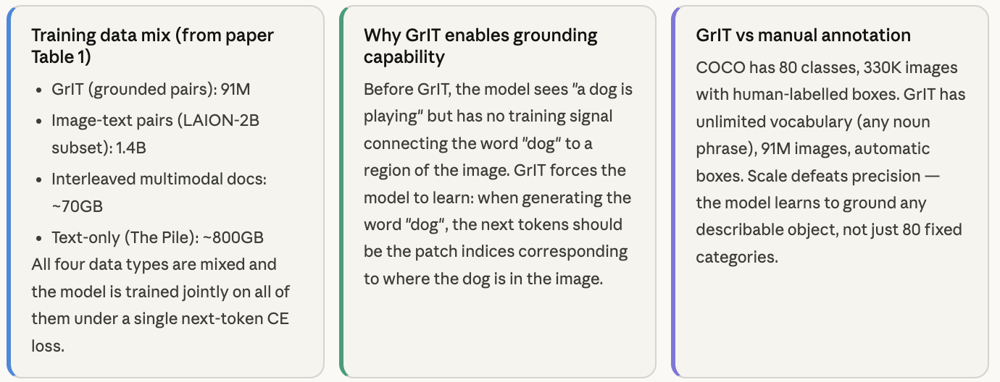 Training data mix (from paper
Table 1)
• GrIT (grounded pairs): 91M
• Image-text pairs (LAION-2B
subset): 1.4B
• Interleaved multimodal docs:
~70GB
• Text-only (The Pile): ~800GB
All four data types are mixed and
the model is trained jointly on all of
them under a single next-token CE
loss.
Why GrIT enables grounding
capability
Before GrIT, the model sees "a dog is
playing" but has no training signal
connecting the word "dog" to a
region of the image. GrIT forces the
model to learn: when generating the
word "dog", the next tokens should
be the patch indices corresponding
to where the dog is in the image.
GrIT vs manual annotation
COCO has 80 classes, 330K images
with human-labelled boxes. GrIT has
unlimited vocabulary (any noun
phrase), 91M images, automatic
boxes. Scale defeats precision —
the model learns to ground any
describable object, not just 80 fixed
categories.